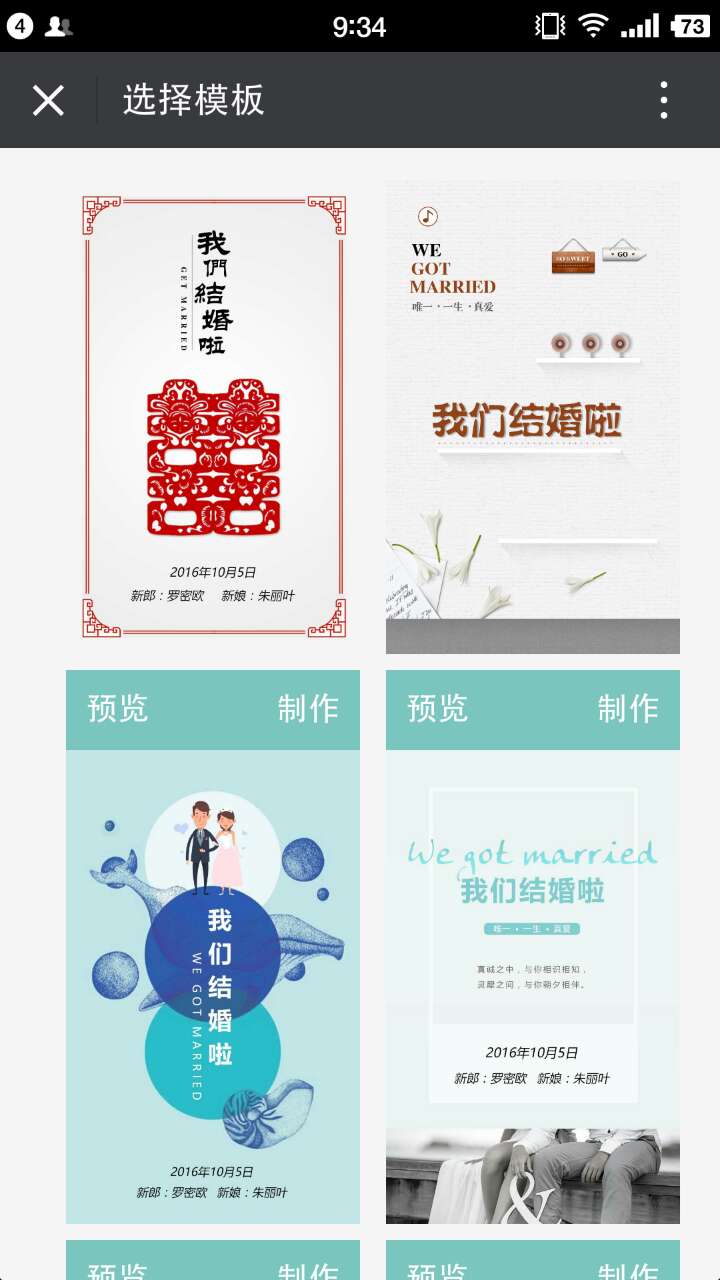 4
9:34
73
选择模板
我們結婚啦
GET MARRIED
2016年10月5日
新郎：罗密欧 新娘：朱丽叶
WE
GOT
MARRIED
唯一·一生·真爱
SO SWEET
GO
我们结婚啦
预览 制作
预览 制作
我们结婚啦
WE GOT MARRIED
2016年10月5日
新郎：罗密欧 新娘：朱丽叶
We got married
我们结婚啦
唯一·一生·真爱
真诚之中，与你相识相知，
灵犀之间，与你朝夕相伴。
2016年10月5日
新郎：罗密欧 新娘：朱丽叶
&
预览 制作
预览 制作